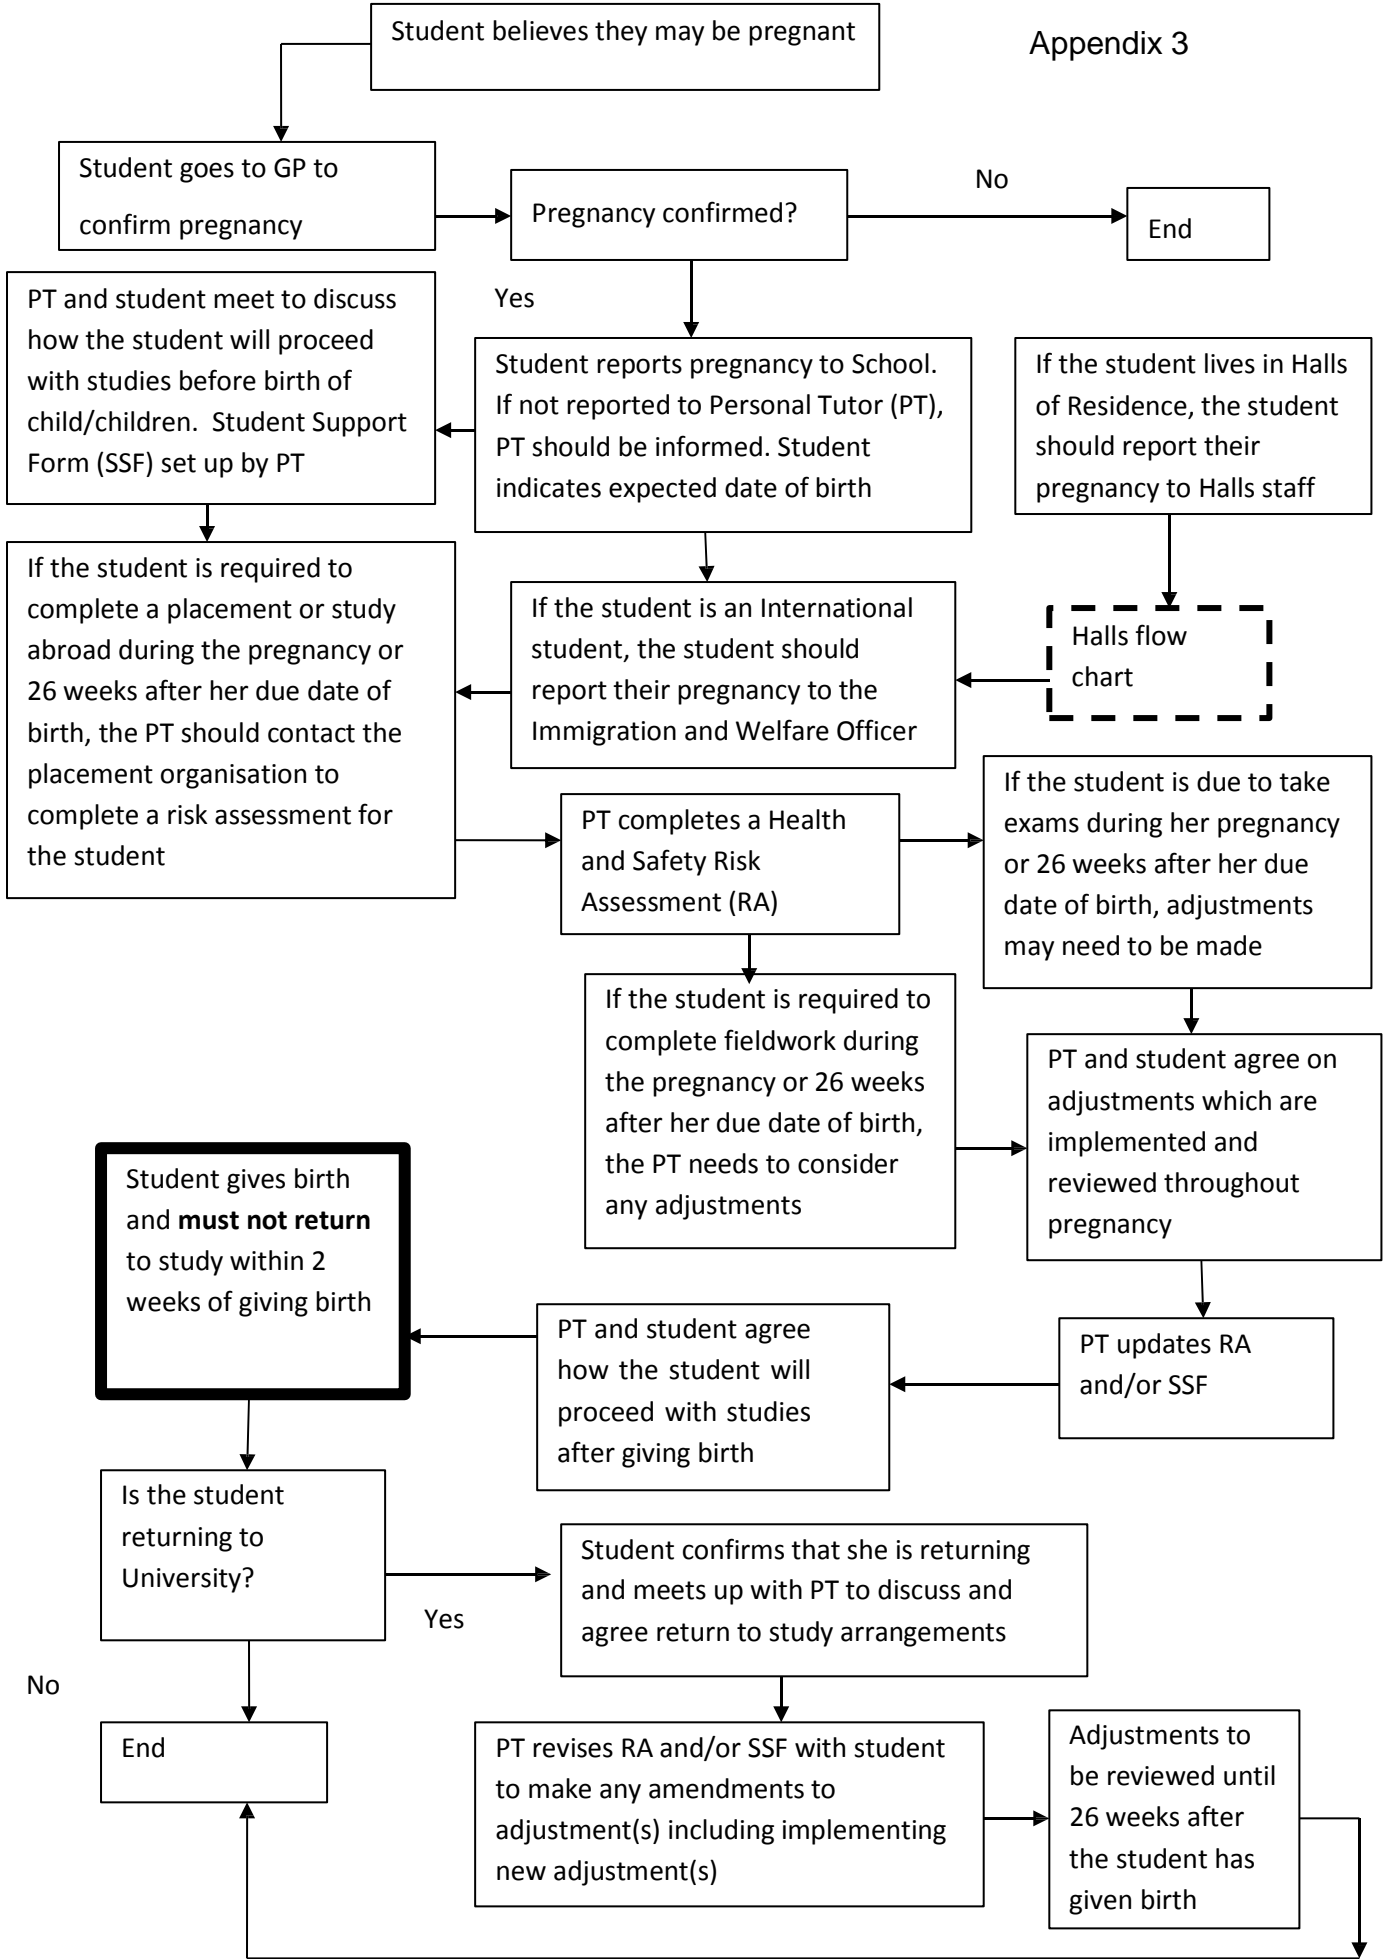 Student believes they may be pregnant
Appendix 3
Student goes to GP to
confirm pregnancy
Pregnancy confirmed?
No
End
Yes
PT and student meet to discuss
how the student will proceed
with studies before birth of
child/children. Student Support
Form (SSF) set up by PT
Student reports pregnancy to School.
If not reported to Personal Tutor (PT),
PT should be informed. Student
indicates expected date of birth
If the student lives in Halls
of Residence, the student
should report their
pregnancy to Halls staff
If the student is required to
complete a placement or study
abroad during the pregnancy or
26 weeks after her due date of
birth, the PT should contact the
placement organisation to
complete a risk assessment for
the student
If the student is an International
student, the student should
report their pregnancy to the
Immigration and Welfare Officer
Halls flow
chart
PT completes a Health
and Safety Risk
Assessment (RA)
If the student is due to take
exams during her pregnancy
or 26 weeks after her due
date of birth, adjustments
may need to be made
If the student is required to
complete fieldwork during
the pregnancy or 26 weeks
after her due date of birth,
the PT needs to consider
any adjustments
PT and student agree on
adjustments which are
implemented and
reviewed throughout
pregnancy
Student gives birth
and must not return
to study within 2
weeks of giving birth
PT and student agree
how the student will
proceed with studies
after giving birth
PT updates RA
and/or SSF
Is the student
returning to
University?
Yes
Student confirms that she is returning
and meets up with PT to discuss and
agree return to study arrangements
No
End
PT revises RA and/or SSF with student
to make any amendments to
adjustment(s) including implementing
new adjustment(s)
Adjustments to
be reviewed until
26 weeks after
the student has
given birth